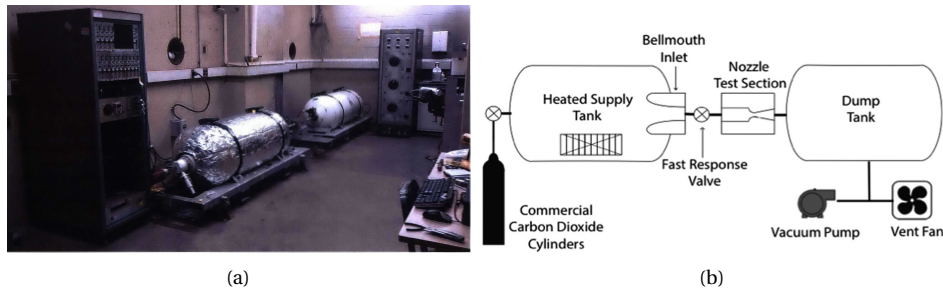 Bellmouth
Inlet
Nozzle
Test Section
Heated Supply
Tank
Dump
Tank
Fast Response
Valve
Commercial
Carbon Dioxide
Cylinders
Vacuum Pump
Vent Fan
(a)
(b)